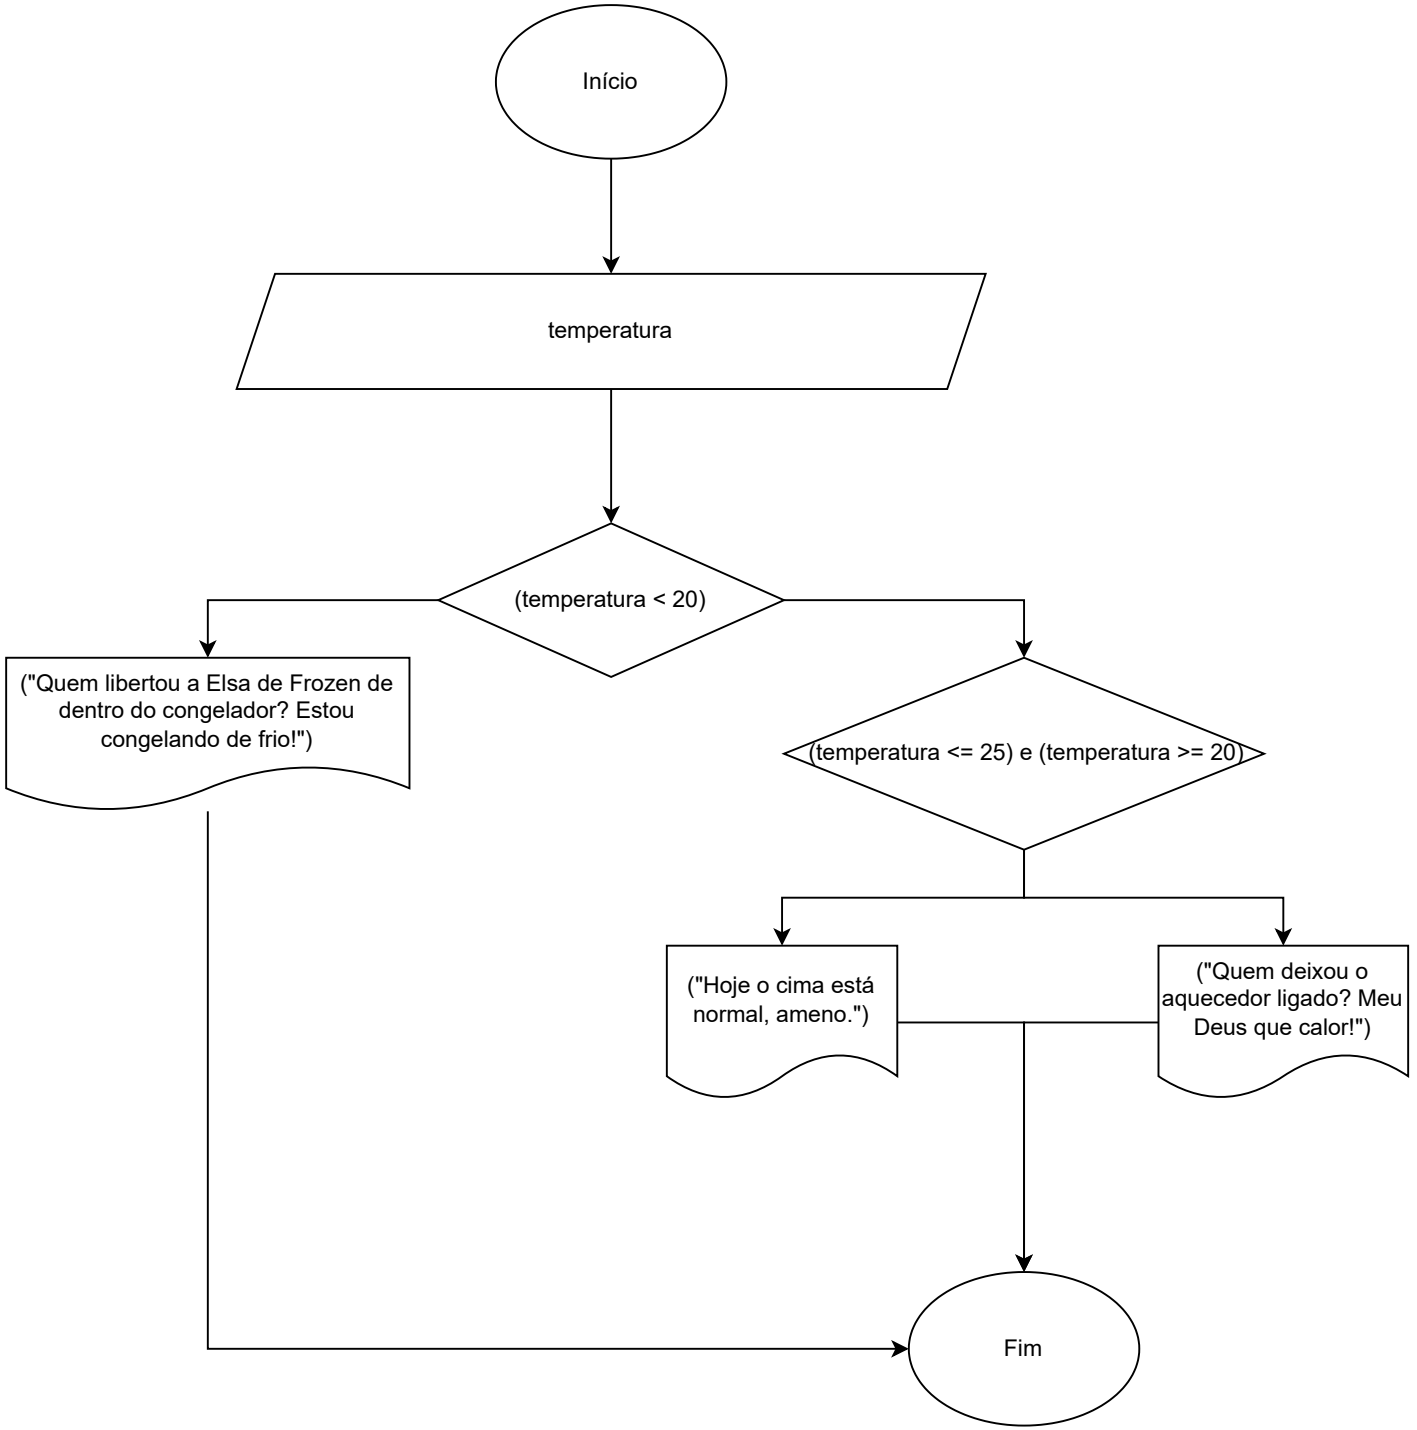 Início
temperatura
(temperatura < 20)
("Quem libertou a Elsa de Frozen de
dentro do congelador? Estou
congelando de frio!")
(temperatura <= 25) e (temperatura >= 20)
("Hoje o cima está
normal, ameno.")
("Quem deixou o
aquecedor ligado? Meu
Deus que calor!")
Fim